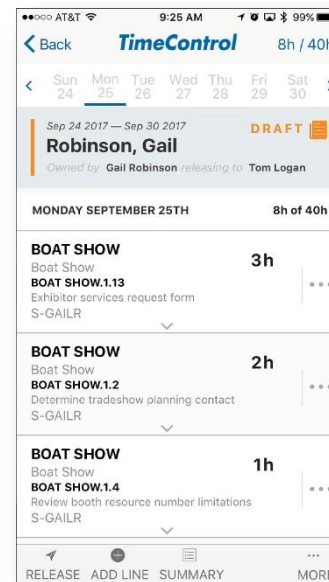 AT&T 9:25 AM 99%
Back TimeControl 8h / 40h
Sun Mon Tue Wed Thu Fri Sat
24 25 26 27 28 29 30
Sep 24 2017 — Sep 30 2017
DRAFT
Robinson, Gail
Owned by Gail Robinson releasing to Tom Logan
MONDAY SEPTEMBER 25TH 8h of 40h
BOAT SHOW
3h
Boat Show
BOAT SHOW.1.13
Exhibitor services request form
S-GAILR
BOAT SHOW
2h
Boat Show
BOAT SHOW.1.2
Determine tradeshow planning contact
S-GAILR
BOAT SHOW
1h
Boat Show
BOAT SHOW.1.4
Review booth resource number limitations
S-GAILR
RELEASE ADD LINE SUMMARY MORE